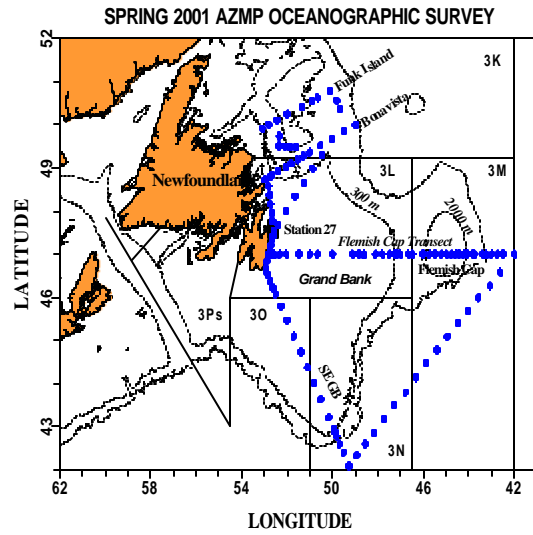 SPRING 2001 AZMP OCEANOGRAPHIC SURVEY
52
3K
Funk Island
Bonavista
49
3L
3M
Newfoundla
300 m
2000 m
Station 27
Flemish Cap Transect
Flemish Cap
Grand Bank
46
3Ps
3O
SE GB
43
3N
62
58
54
50
46
42
LATITUDE
LONGITUDE